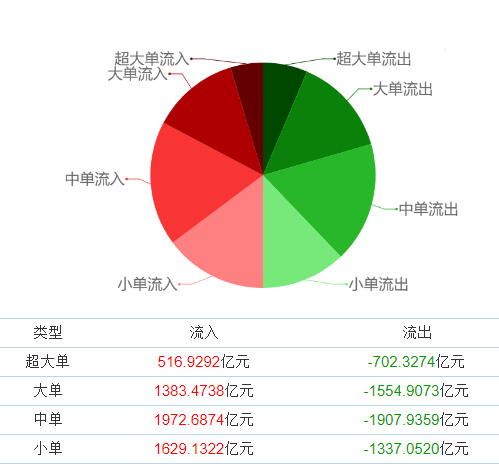 超大单流入 超大单流出
大单流入 大单流出
中单流入
中单流出
小单流入 小单流出
类型 流入 流出
超大单 516.9292亿元 -702.3274亿元
大单 1383.4738亿元 -1554.9073亿元
中单 1972.6874亿元 -1907.9359亿元
小单 1629.1322亿元 -1337.0520亿元